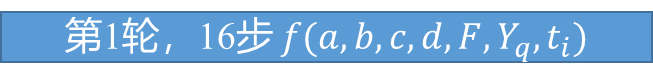 第1轮，16步 f(a, b, c, d, F, Y_q, t_i)